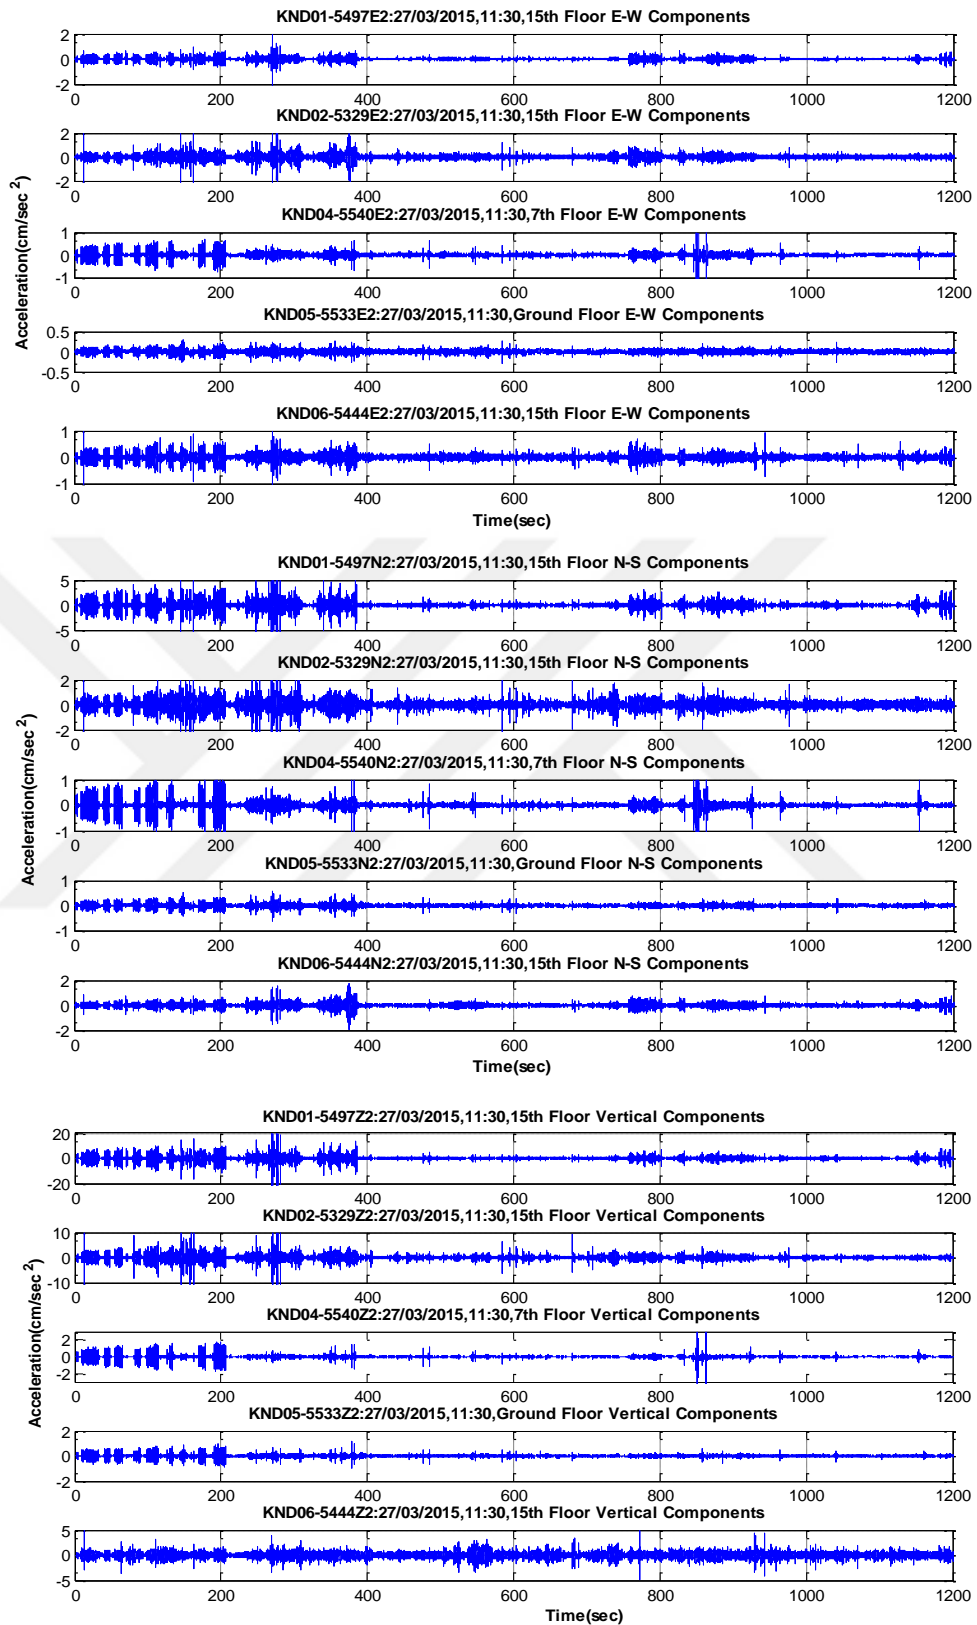 KND01-5497E2:27/03/2015,11:30,15th Floor E-W Components
2
0
-2
0 200 400 600 800 1000 1200
KND02-5329E2:27/03/2015,11:30,15th Floor E-W Components
2
0
-2
0 200 400 600 800 1000 1200
KND04-5540E2:27/03/2015,11:30,7th Floor E-W Components
1
0
-1
0 200 400 600 800 1000 1200
KND05-5533E2:27/03/2015,11:30,Ground Floor E-W Components
0.5
0
-0.5
0 200 400 600 800 1000 1200
KND06-5444E2:27/03/2015,11:30,15th Floor E-W Components
1
0
-1
0 200 400 600 800 1000 1200
Acceleration(cm/sec 2)
Time(sec)
KND01-5497N2:27/03/2015,11:30,15th Floor N-S Components
5
0
-5
0 200 400 600 800 1000 1200
KND02-5329N2:27/03/2015,11:30,15th Floor N-S Components
2
0
-2
0 200 400 600 800 1000 1200
KND04-5540N2:27/03/2015,11:30,7th Floor N-S Components
1
0
-1
0 200 400 600 800 1000 1200
KND05-5533N2:27/03/2015,11:30,Ground Floor N-S Components
1
0
-1
0 200 400 600 800 1000 1200
KND06-5444N2:27/03/2015,11:30,15th Floor N-S Components
2
0
-2
0 200 400 600 800 1000 1200
Acceleration(cm/sec 2)
Time(sec)
KND01-5497Z2:27/03/2015,11:30,15th Floor Vertical Components
20
0
-20
0 200 400 600 800 1000 1200
KND02-5329Z2:27/03/2015,11:30,15th Floor Vertical Components
10
0
-10
0 200 400 600 800 1000 1200
KND04-5540Z2:27/03/2015,11:30,7th Floor Vertical Components
2
0
-2
0 200 400 600 800 1000 1200
KND05-5533Z2:27/03/2015,11:30,Ground Floor Vertical Components
2
0
-2
0 200 400 600 800 1000 1200
KND06-5444Z2:27/03/2015,11:30,15th Floor Vertical Components
5
0
-5
0 200 400 600 800 1000 1200
Acceleration(cm/sec 2)
Time(sec)